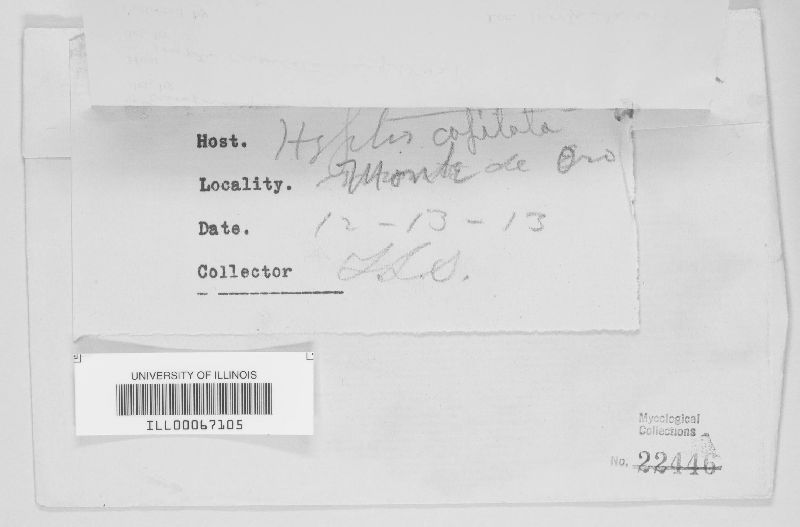 Host. Hyptis capitata
Locality. Monte de Oro
Date. 12-13-13
Collector
UNIVERSITY OF ILLINOIS
ILL00067105
Mycological
Collections
No. 22446